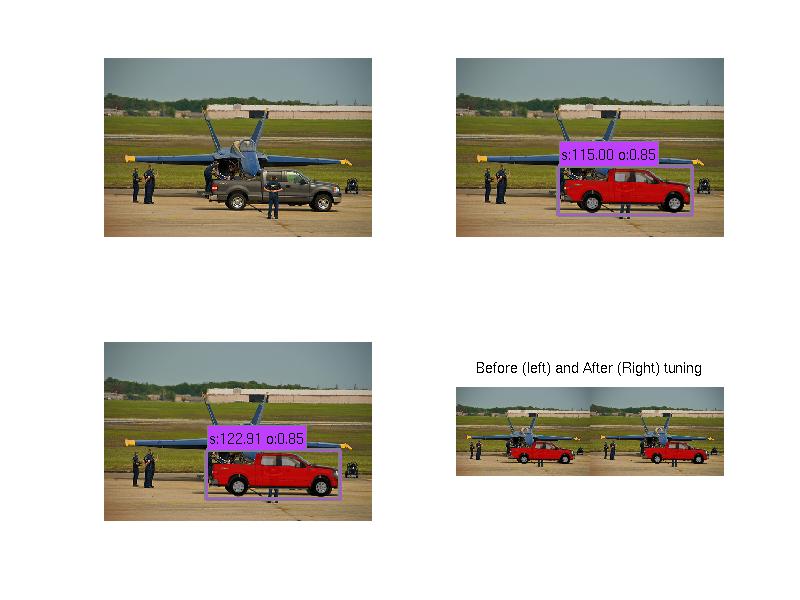 s:115.00 o:0.85
s:122.91 o:0.85
Before (left) and After (Right) tuning